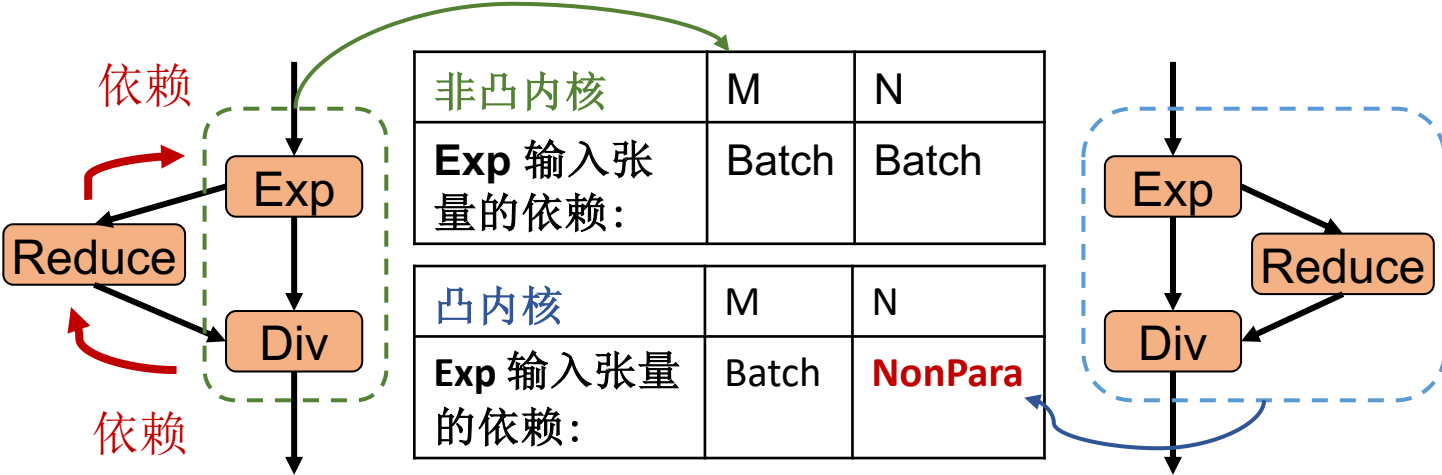 依赖
Exp
Reduce
Div
依赖
非凸内核 M N
Exp 输入张 Batch Batch
量的依赖:
凸内核 M N
Exp 输入张量 Batch NonPara
的依赖:
Exp
Reduce
Div